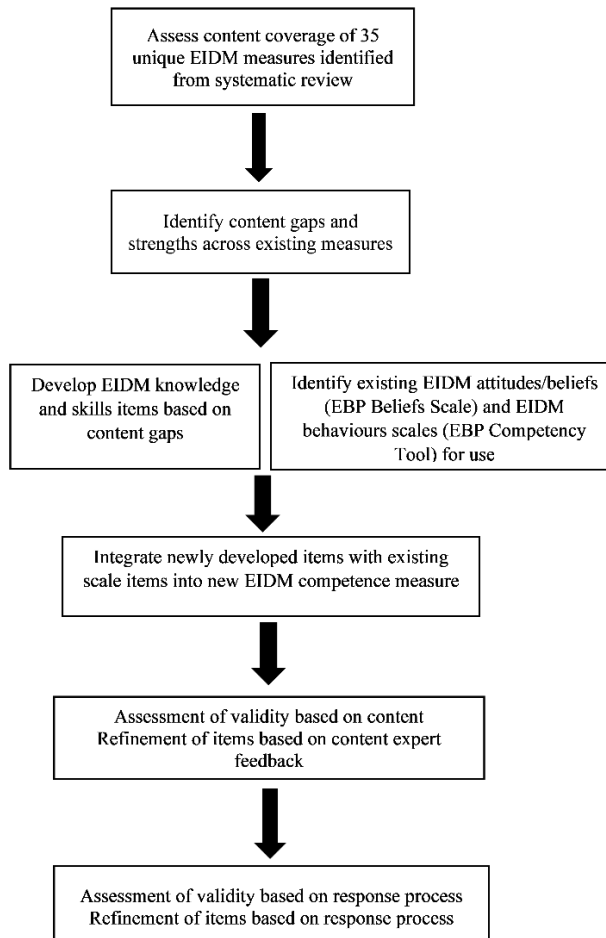 Assess content coverage of 35
unique EIDM measures identified
from systematic review
Identify content gaps and
strengths across existing measures
Develop EIDM knowledge
and skills items based on
content gaps
Identify existing EIDM attitudes/beliefs
(EBP Beliefs Scale) and EIDM
behaviours scales (EBP Competency
Tool) for use
Integrate newly developed items with existing
scale items into new EIDM competence measure
Assessment of validity based on content
Refinement of items based on content expert
feedback
Assessment of validity based on response process
Refinement of items based on response process